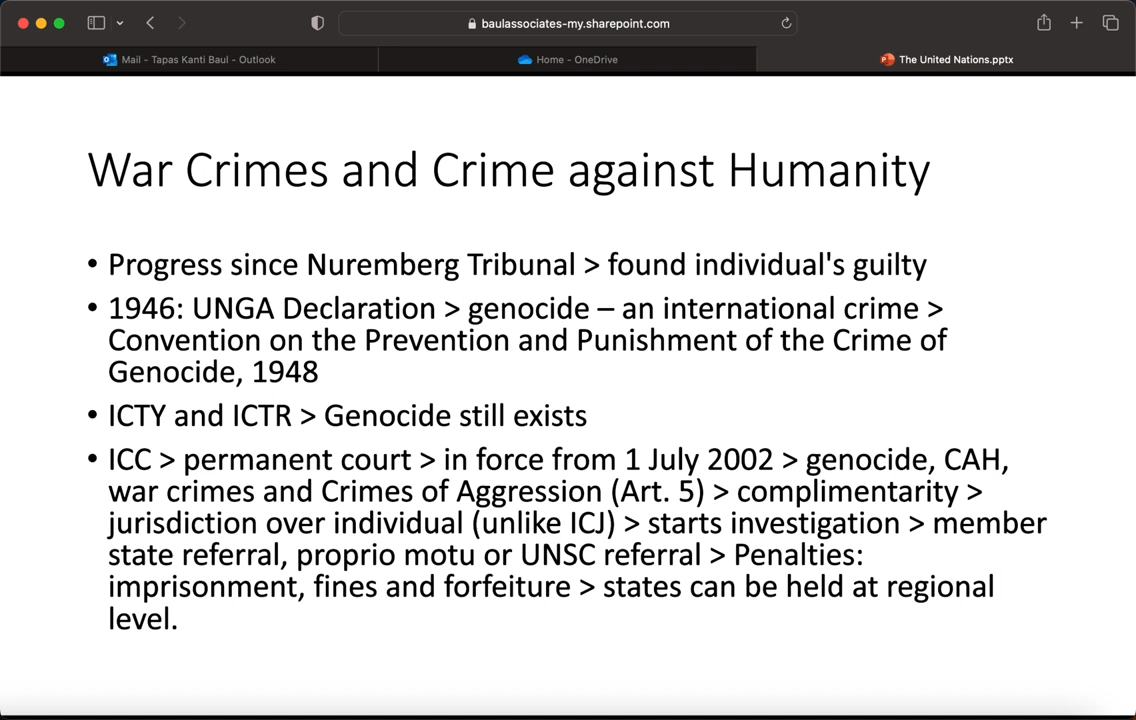 baulassociates-my.sharepoint.com
Mail - Tapas Kanti Baul - Outlook
Home - OneDrive
The United Nations.pptx
War Crimes and Crime against Humanity
• Progress since Nuremberg Tribunal > found individual's guilty
• 1946: UNGA Declaration > genocide – an international crime >
Convention on the Prevention and Punishment of the Crime of
Genocide, 1948
• ICTY and ICTR > Genocide still exists
• ICC > permanent court > in force from 1 July 2002 > genocide, CAH,
war crimes and Crimes of Aggression (Art. 5) > complimentarity >
jurisdiction over individual (unlike ICJ) > starts investigation > member
state referral, proprio motu or UNSC referral > Penalties:
imprisonment, fines and forfeiture > states can be held at regional
level.